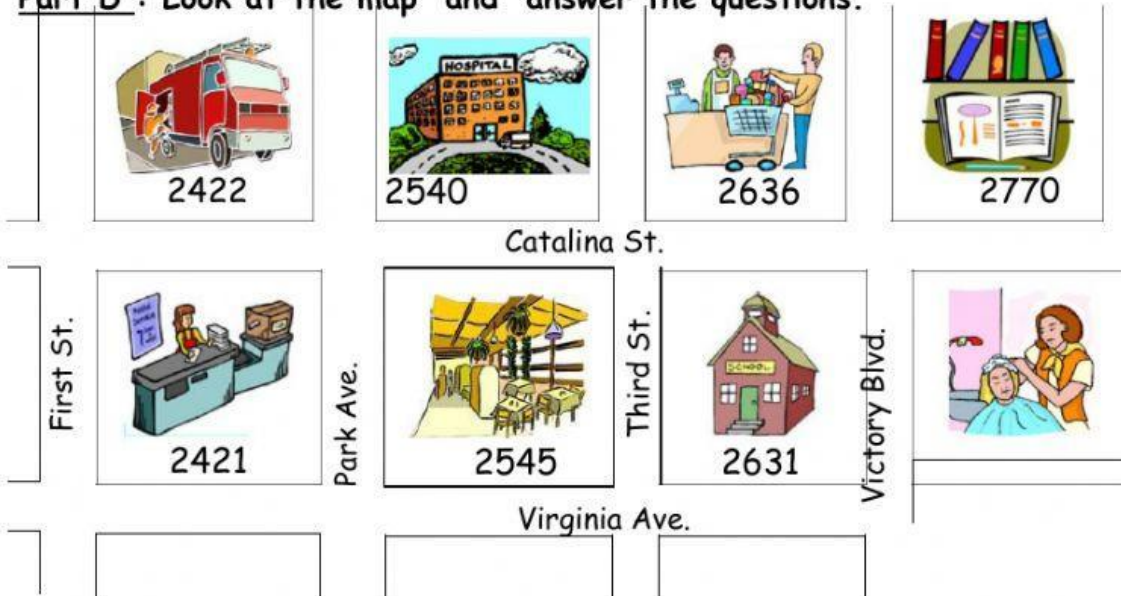 Part B : Look at the map and answer the questions.
HOSPITAL
2422
2540
2636
2770
Catalina St.
First St.
Park Ave.
Third St.
SCHOOL
Victory Blvd.
2421
2545
2631
Virginia Ave.